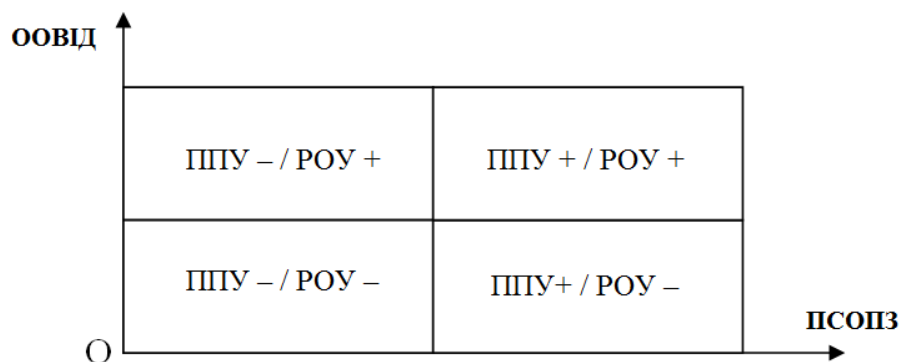 ООВІД
ППУ – / РОУ +
ППУ + / РОУ +
ППУ – / РОУ –
ППУ+ / РОУ –
ПСОПЗ
О